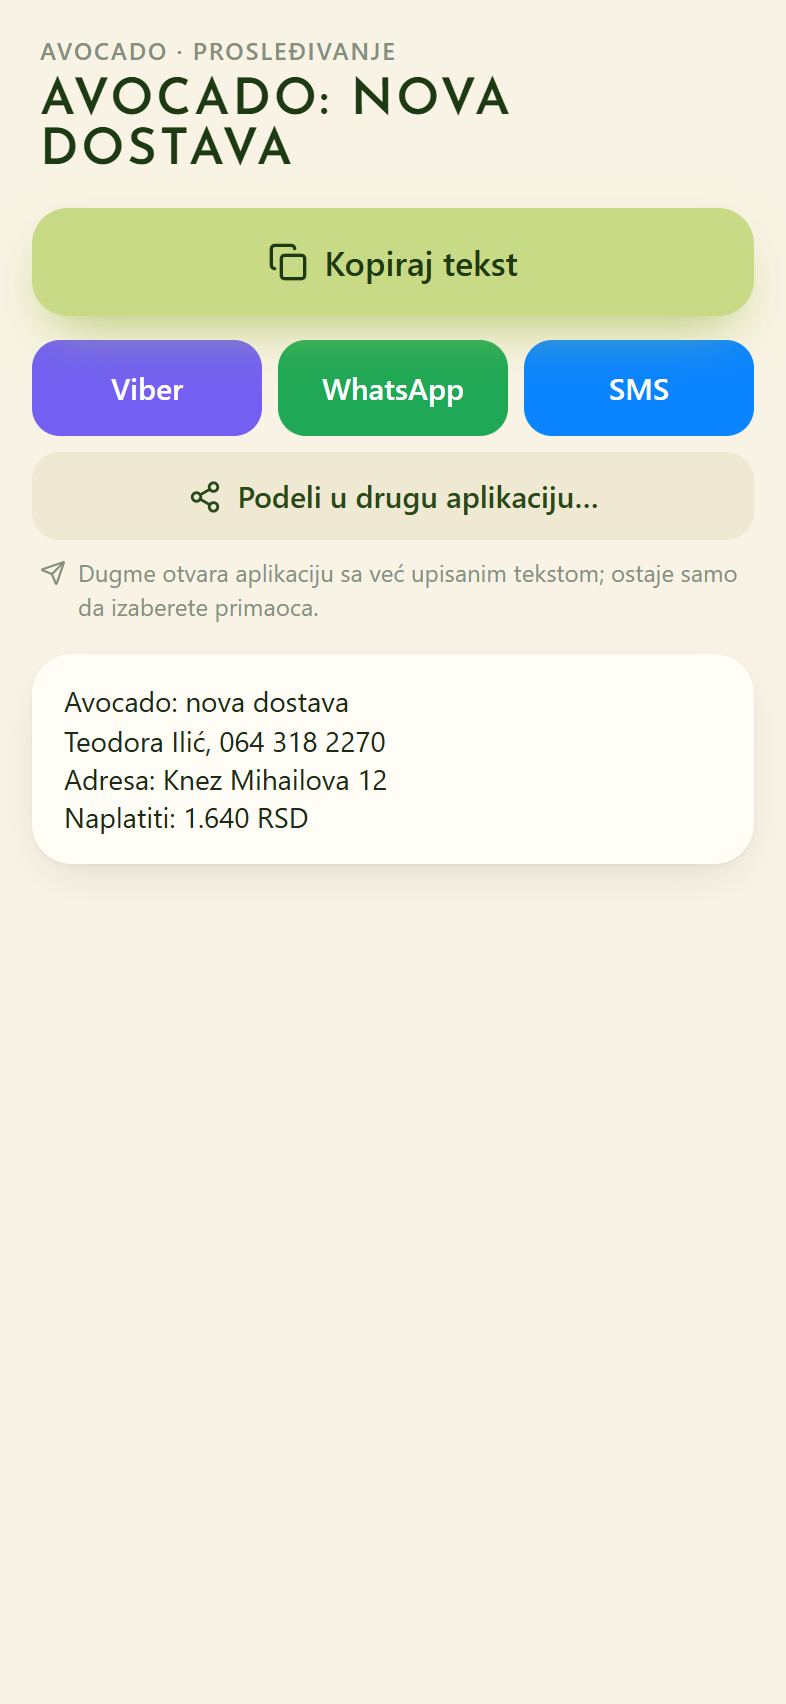 AVOCADO · PROSLEĐIVANJE
AVOCADO: NOVA
DOSTAVA
Kopiraj tekst
Viber
WhatsApp
SMS
Podeli u drugu aplikaciju...
Dugme otvara aplikaciju sa već upisanim tekstom; ostaje samo
da izaberete primaoca.
Avocado: nova dostava
Teodora Ilić, 064 318 2270
Adresa: Knez Mihailova 12
Naplatiti: 1.640 RSD